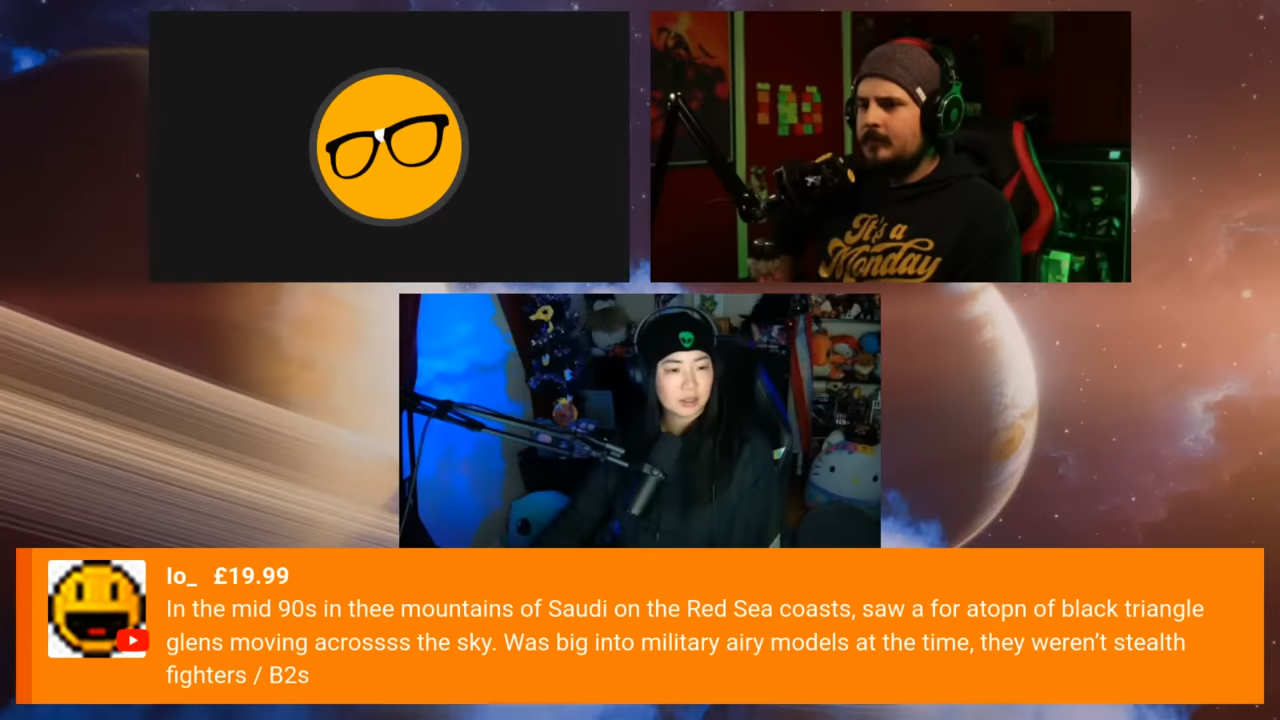 It's a
Monday
lo_ £19.99
In the mid 90s in thee mountains of Saudi on the Red Sea coasts, saw a for atopn of black triangle
glens moving acrossss the sky. Was big into military airy models at the time, they weren’t stealth
fighters / B2s